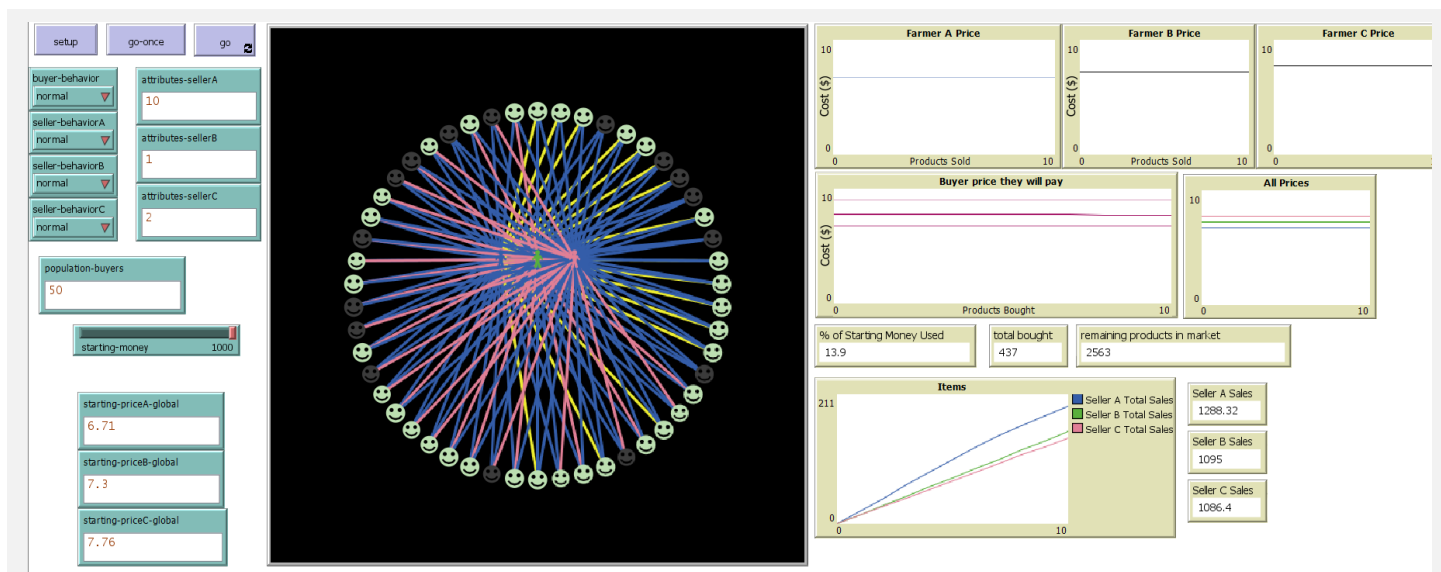 setup
go-once
go
buyer-behavior
normal
seller-behaviorA
normal
seller-behaviorB
normal
seller-behaviorC
normal
attributes-sellerA
10
attributes-sellerB
1
attributes-sellerC
2
population-buyers
50
starting-money 1000
starting-priceA-global
6.71
starting-priceB-global
7.3
starting-priceC-global
7.76
Farmer A Price
10
Cost ($)
0
0 Products Sold 10
Farmer B Price
10
Cost ($)
0
0 Products Sold 10
Farmer C Price
10
Cost ($)
0
0
Buyer price they will pay
10
Cost ($)
0
0 Products Bought 10
All Prices
10
0
0 10
% of Starting Money Used
13.9
total bought
437
remaining products in market
2563
Items
211
0
0 10
Seller A Total Sales
Seller B Total Sales
Seller C Total Sales
Seller A Sales
1288.32
Seller B Sales
1095
Seller C Sales
1086.4